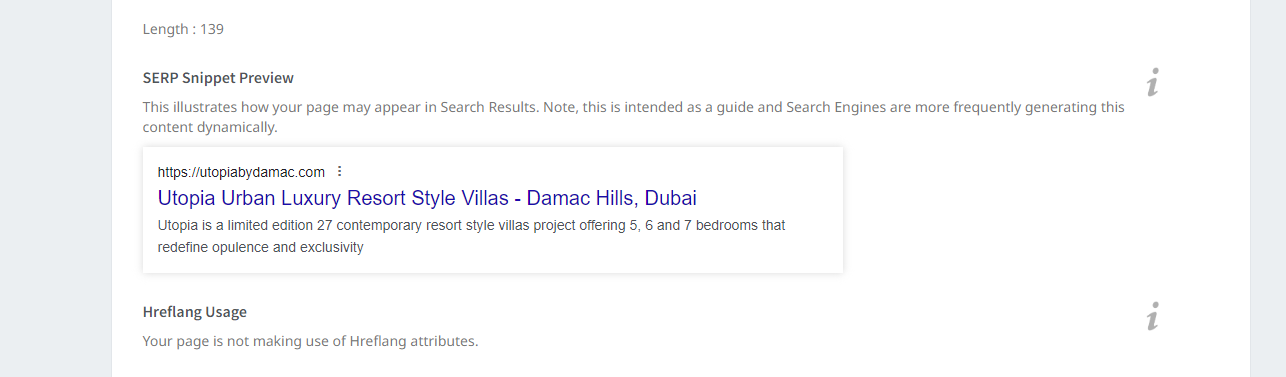 Length : 139
SERP Snippet Preview
This illustrates how your page may appear in Search Results. Note, this is intended as a guide and Search Engines are more frequently generating this
content dynamically.
https://utopiabydamac.com
Utopia Urban Luxury Resort Style Villas - Damac Hills, Dubai
Utopia is a limited edition 27 contemporary resort style villas project offering 5, 6 and 7 bedrooms that
redefine opulence and exclusivity
Hreflang Usage
Your page is not making use of Hreflang attributes.